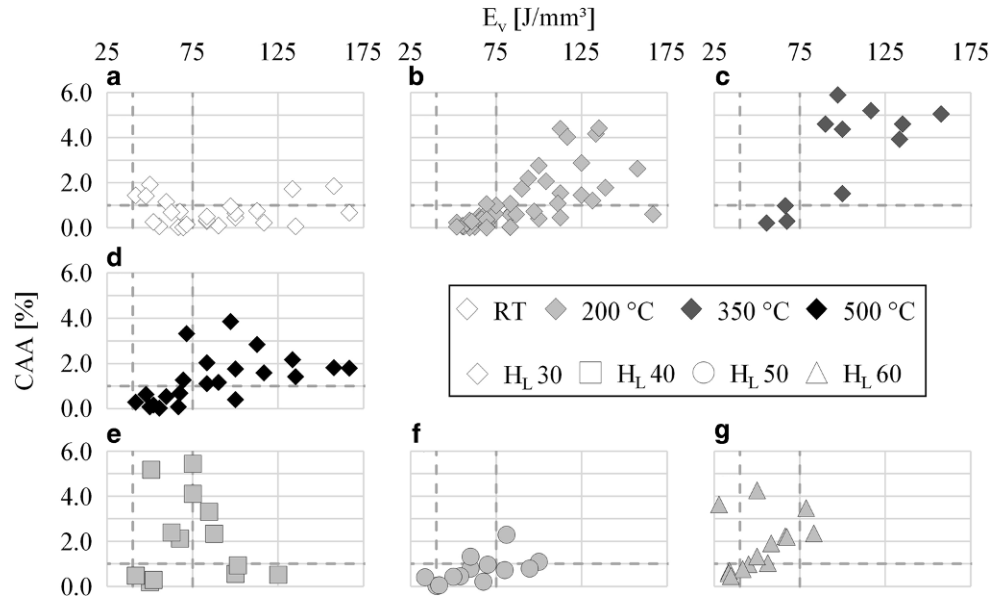 E_v [J/mm³]
25 75 125 175 25 75 125 175 25 75 125 175
a b c
6.0
4.0
2.0
0.0
d
6.0
4.0
2.0
0.0
CAA [%]
RT 200 °C 350 °C 500 °C
H_L 30 H_L 40 H_L 50 H_L 60
e f g
6.0
4.0
2.0
0.0